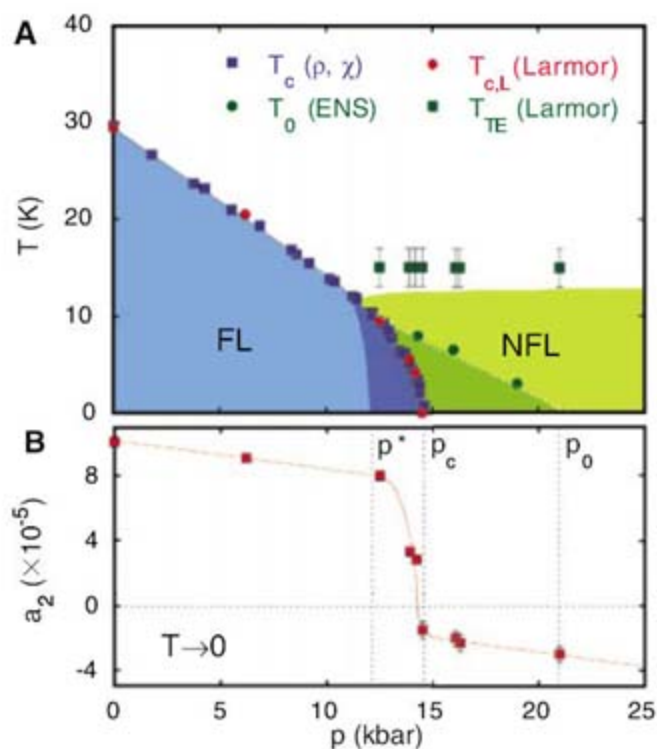 A
40
T_c (ρ, χ)
T_c,L (Larmor)
T_0 (ENS)
T_TE (Larmor)
30
20
10
0
T (K)
FL
NFL
B
p*
p_c
p_0
8
4
0
-4
a_2 (×10^-5)
T→0
0
5
10
15
20
25
p (kbar)